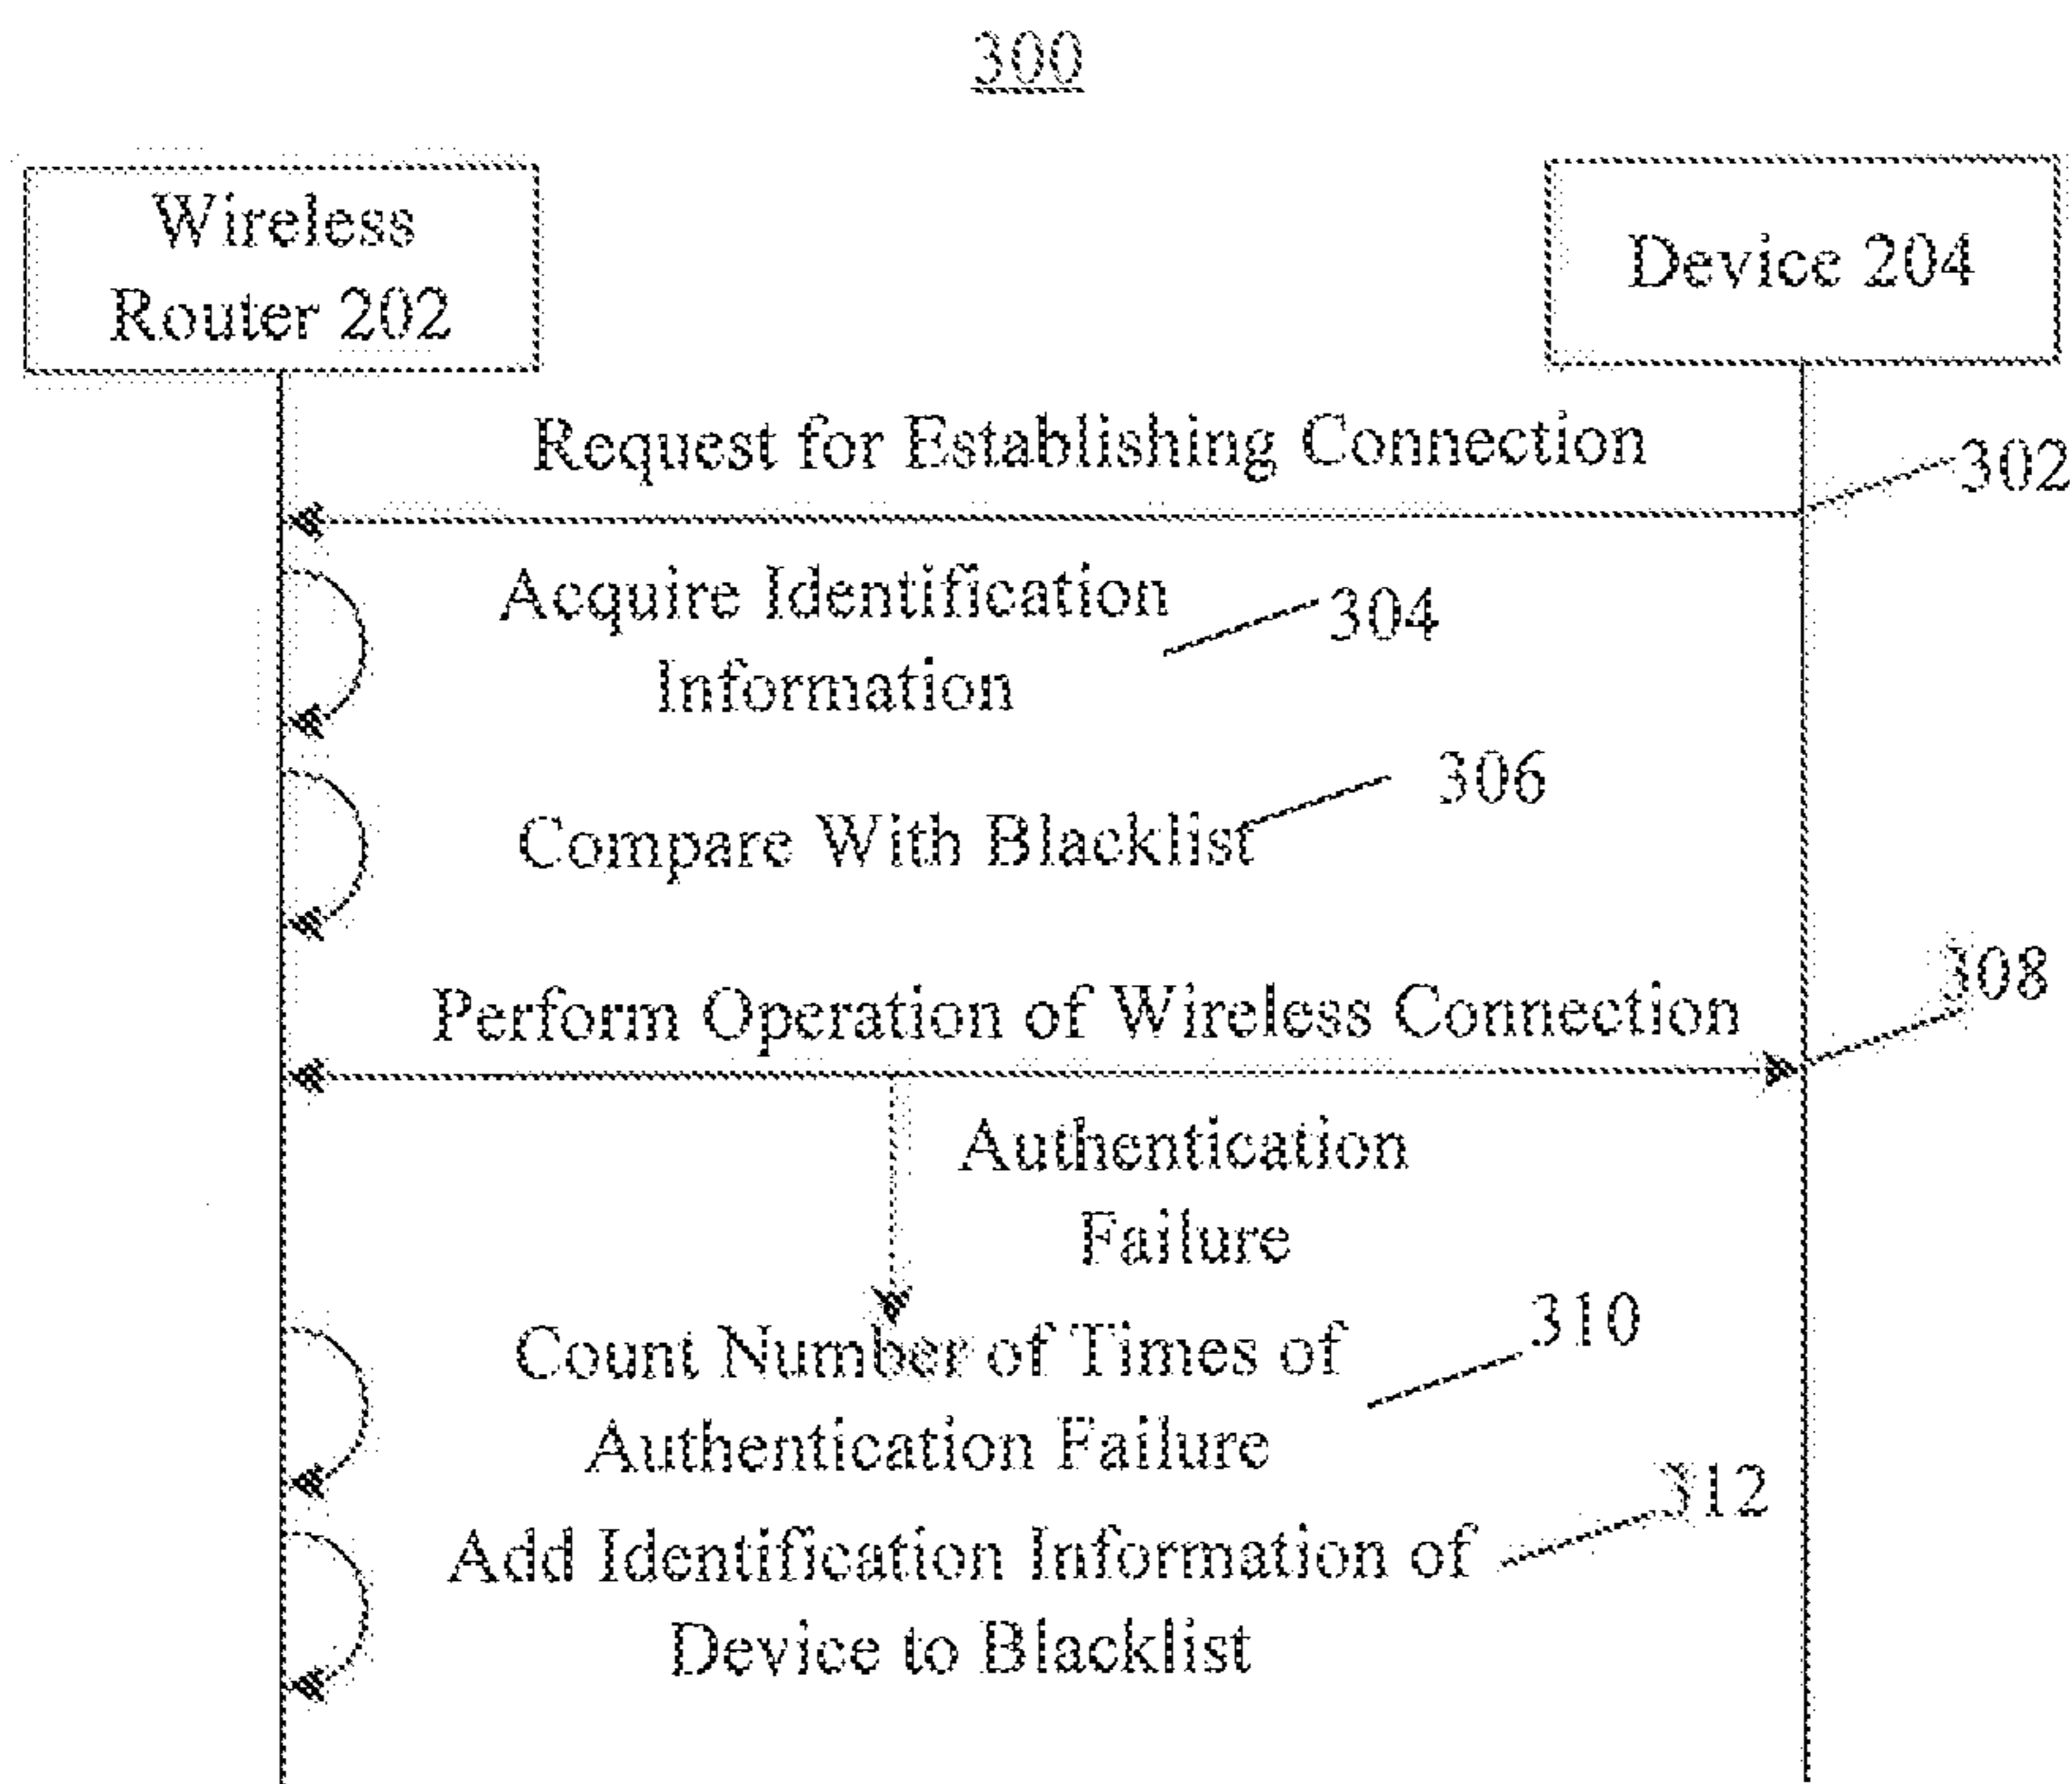 300
Wireless
Router 202
Device 204
Request for Establishing Connection
302
Acquire Identification
304
Information
306
Compare With Blacklist
308
Perform Operation of Wireless Connection
Authentication
Failure
310
Count Number of Times of
Authentication Failure
312
Add Identification Information of
Device to Blacklist